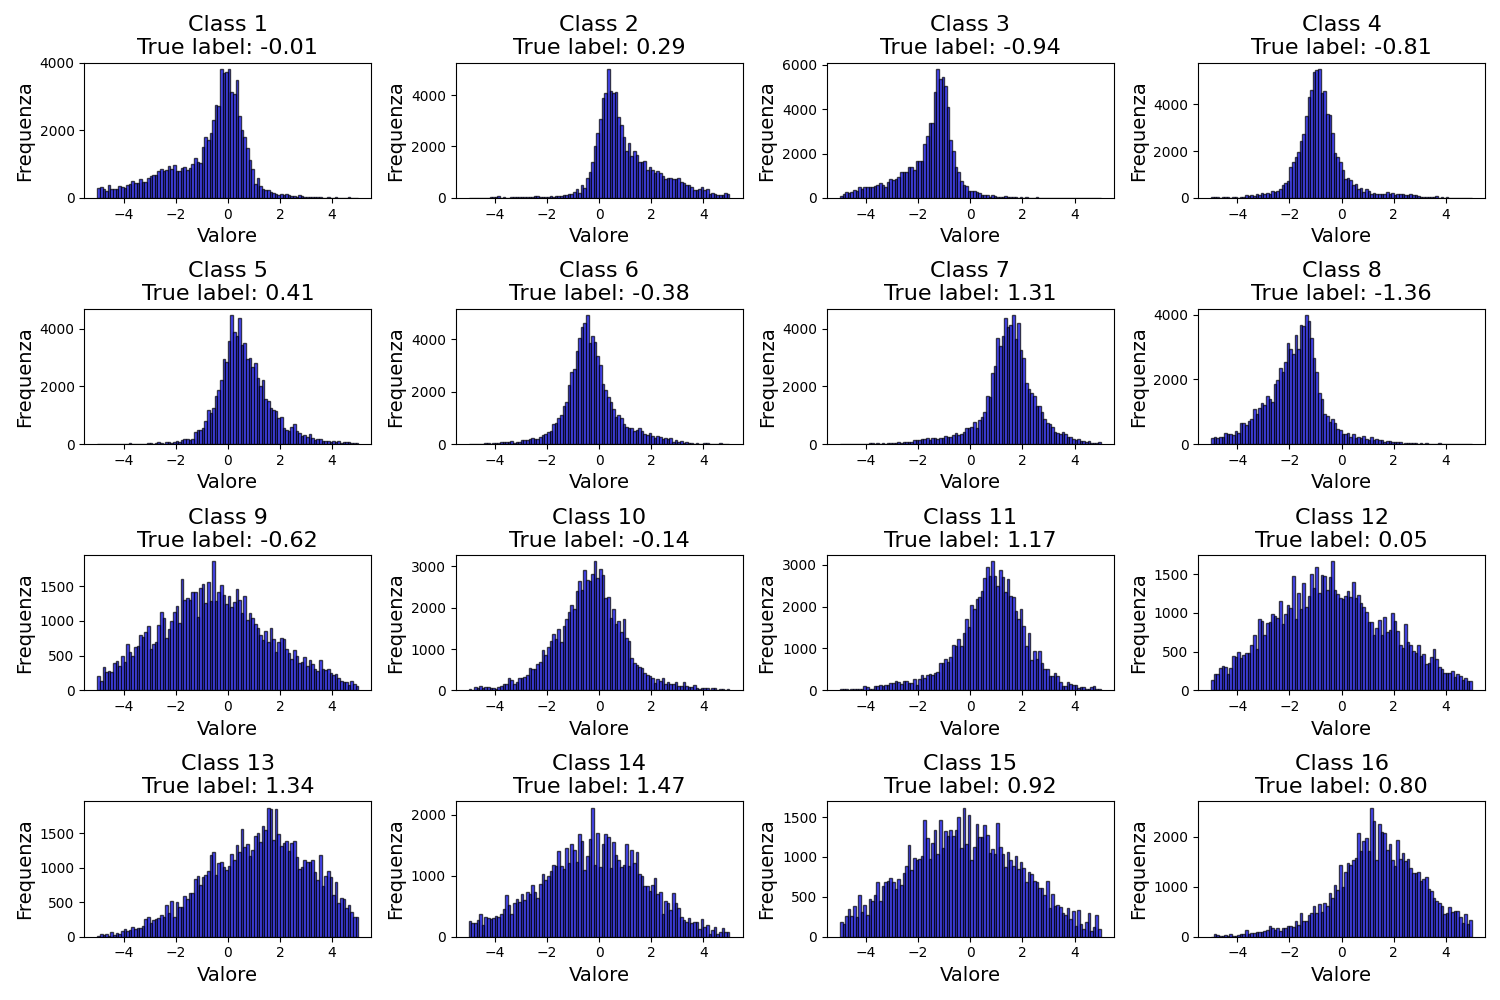 Class 1
True label: -0.01
Class 2
True label: 0.29
Class 3
True label: -0.94
Class 4
True label: -0.81
Frequenza
4000
2000
0
−4 −2 0 2 4
Valore
Frequenza
4000
2000
0
−4 −2 0 2 4
Valore
Frequenza
6000
4000
2000
0
−4 −2 0 2 4
Valore
Frequenza
4000
2000
0
−4 −2 0 2 4
Valore
Class 5
True label: 0.41
Class 6
True label: -0.38
Class 7
True label: 1.31
Class 8
True label: -1.36
Frequenza
4000
2000
0
−4 −2 0 2 4
Valore
Frequenza
4000
2000
0
−4 −2 0 2 4
Valore
Frequenza
4000
2000
0
−4 −2 0 2 4
Valore
Frequenza
4000
2000
0
−4 −2 0 2 4
Valore
Class 9
True label: -0.62
Class 10
True label: -0.14
Class 11
True label: 1.17
Class 12
True label: 0.05
Frequenza
1500
1000
500
0
−4 −2 0 2 4
Valore
Frequenza
3000
2000
1000
0
−4 −2 0 2 4
Valore
Frequenza
3000
2000
1000
0
−4 −2 0 2 4
Valore
Frequenza
1500
1000
500
0
−4 −2 0 2 4
Valore
Class 13
True label: 1.34
Class 14
True label: 1.47
Class 15
True label: 0.92
Class 16
True label: 0.80
Frequenza
1500
1000
500
0
−4 −2 0 2 4
Valore
Frequenza
2000
1000
0
−4 −2 0 2 4
Valore
Frequenza
1500
1000
500
0
−4 −2 0 2 4
Valore
Frequenza
2000
1000
0
−4 −2 0 2 4
Valore